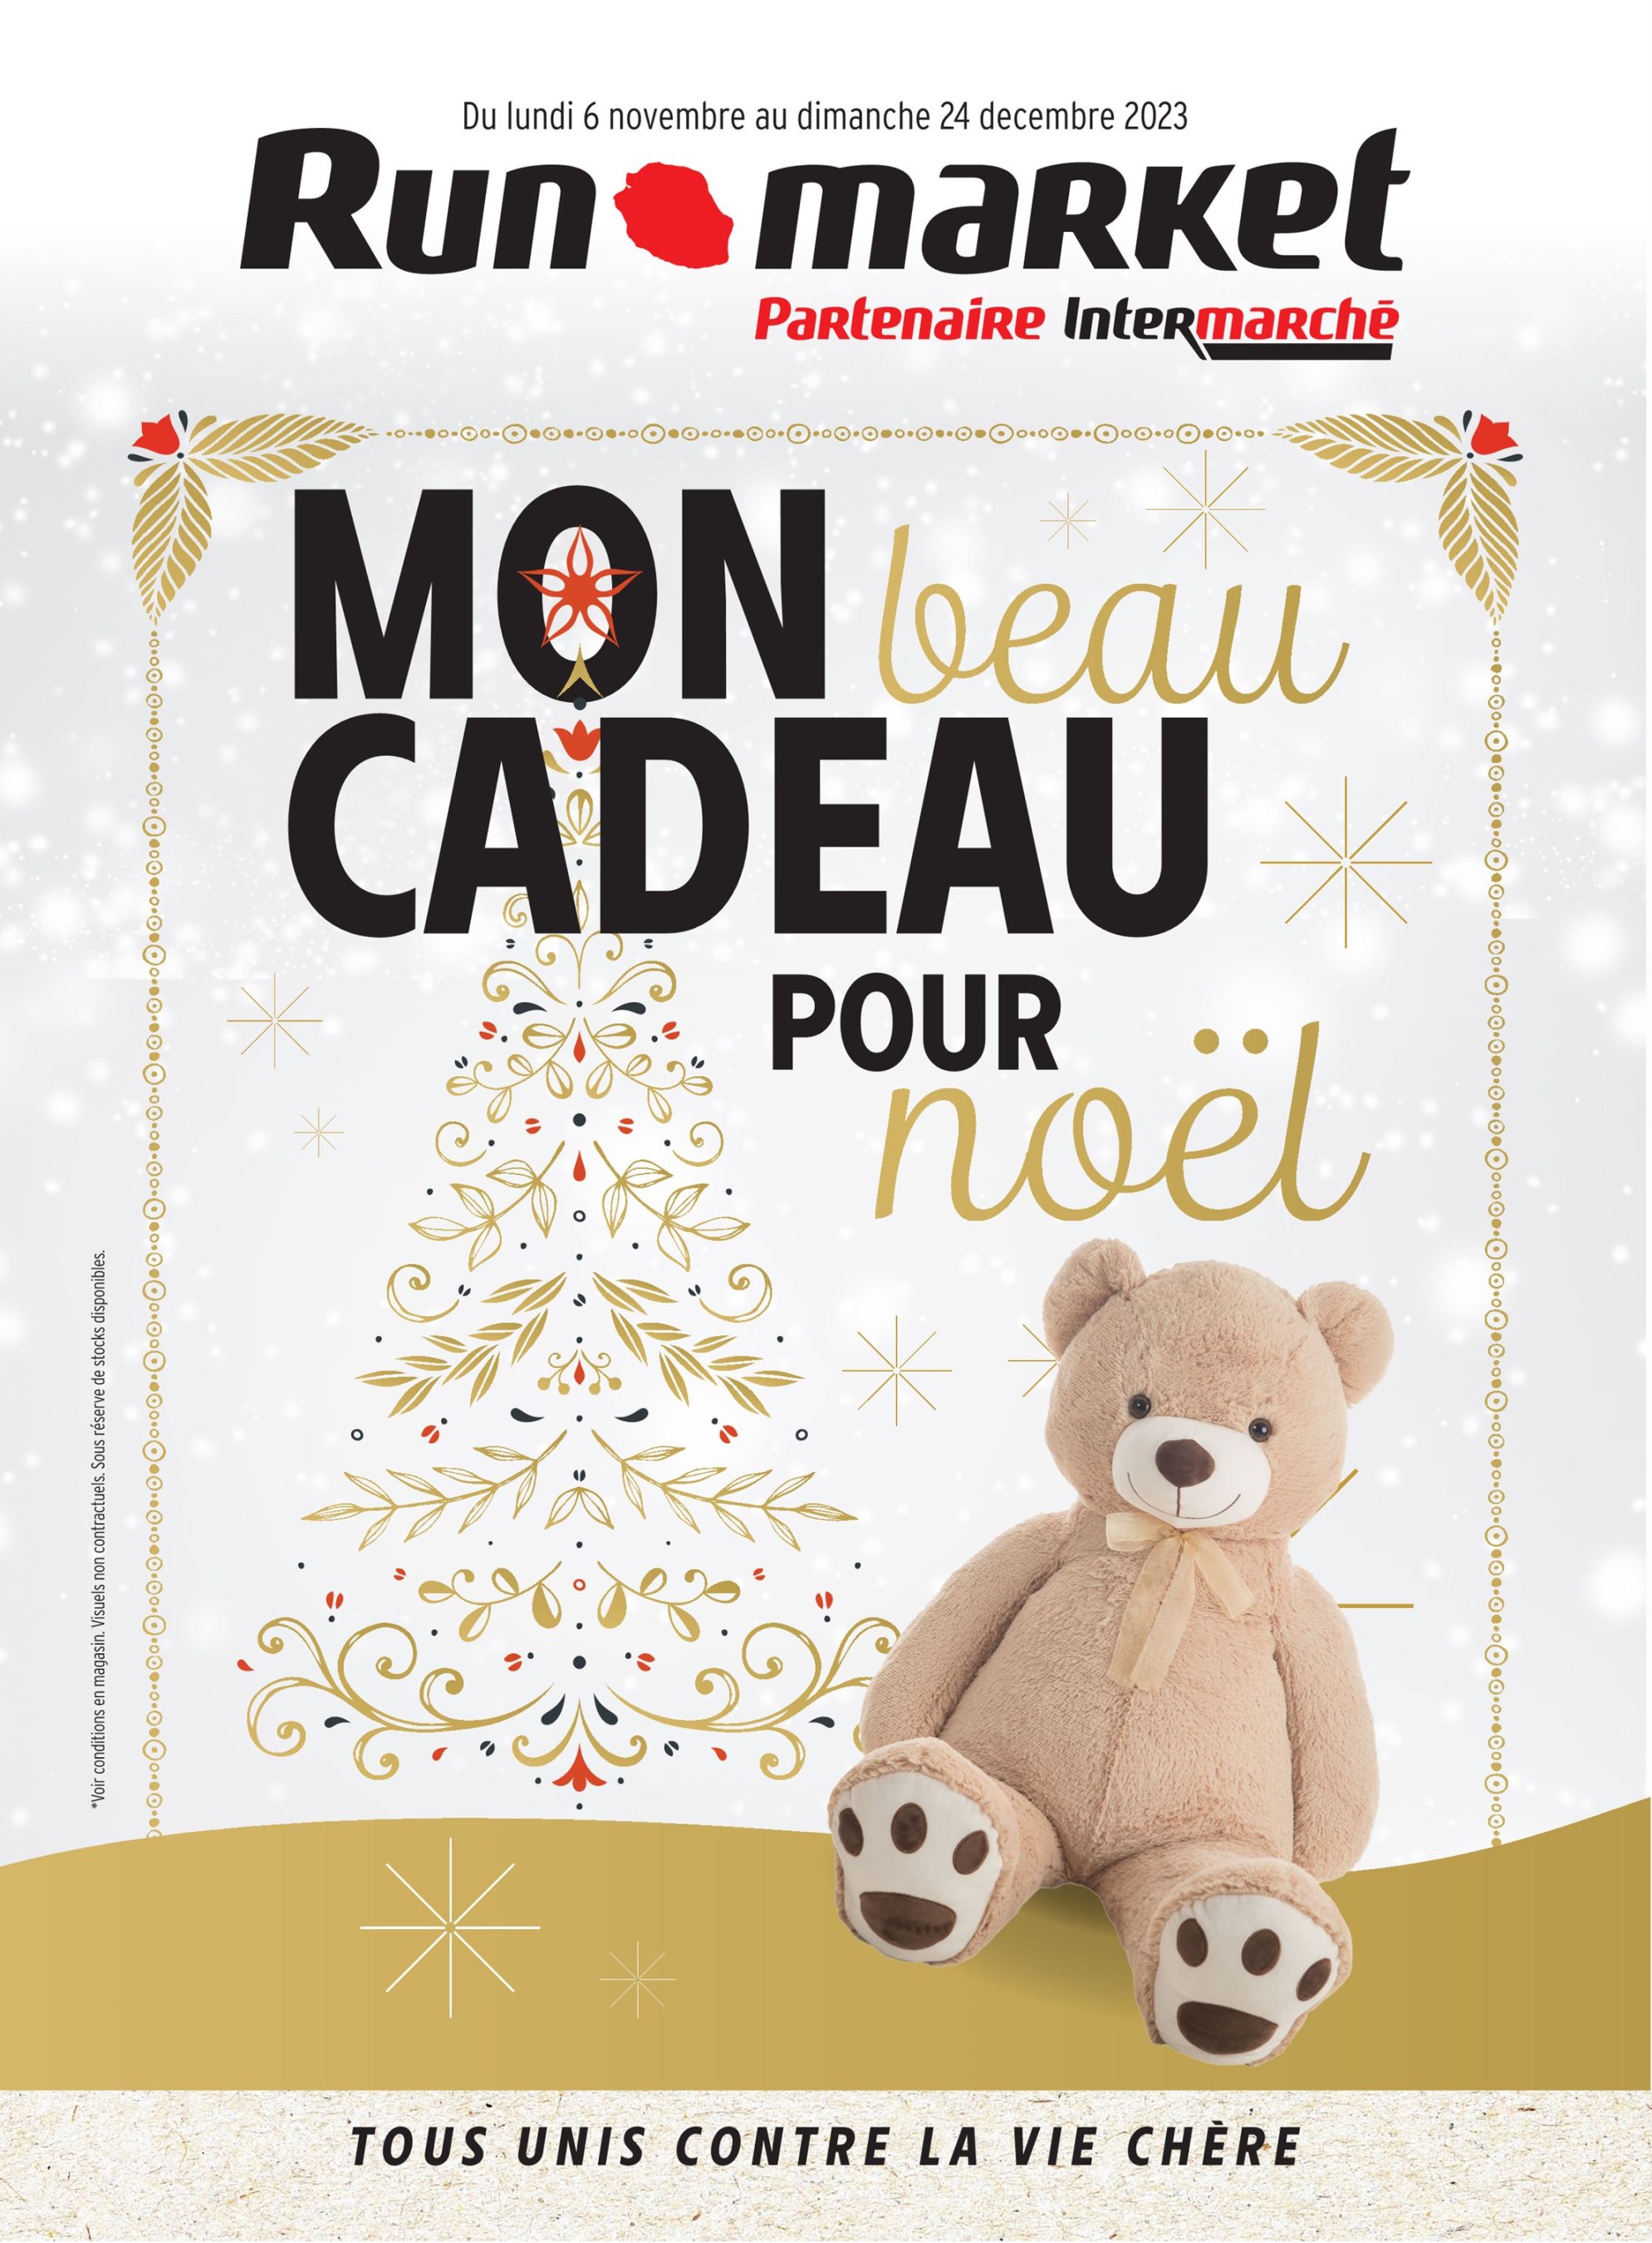 Du lundi 6 novembre au dimanche 24 decembre 2023
Run market
Partenaire Intermarché
MON beau
CADEAU
POUR
noël
*Voir conditions en magasin. Visuels non contractuels. Sous réserve de stocks disponibles.
TOUS UNIS CONTRE LA VIE CHÈRE